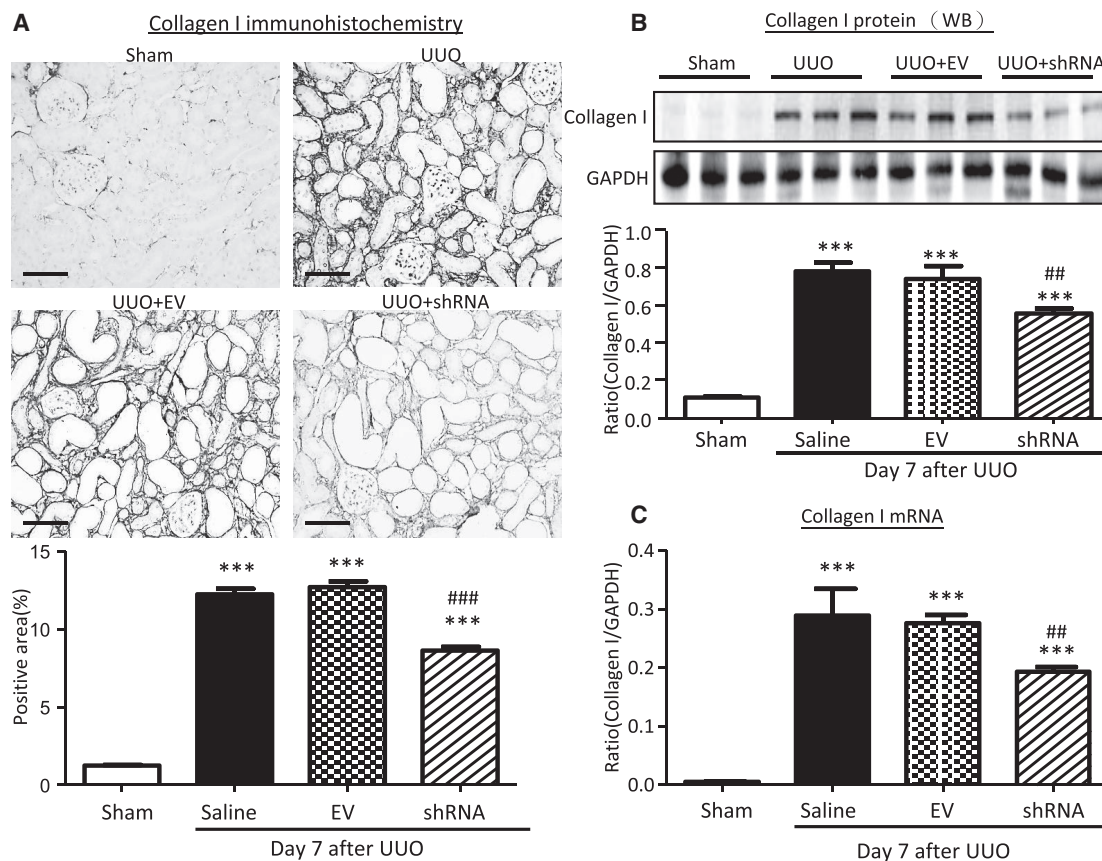 A
Collagen I immunohistochemistry
Sham
UUO
UUO+EV
UUO+shRNA
15
10
5
0
Positive area(%)
***
***
###
***
Sham
Saline
EV
shRNA
Day 7 after UUO
B
Collagen I protein （WB）
Sham
UUO
UUO+EV
UUO+shRNA
Collagen I
GAPDH
1.0
0.8
0.6
0.4
0.2
0.0
Ratio(Collagen I/GAPDH)
***
***
##
***
Sham
Saline
EV
shRNA
Day 7 after UUO
C
Collagen I mRNA
0.4
0.3
0.2
0.1
0.0
Ratio(Collagen I/GAPDH)
***
***
##
***
Sham
Saline
EV
shRNA
Day 7 after UUO